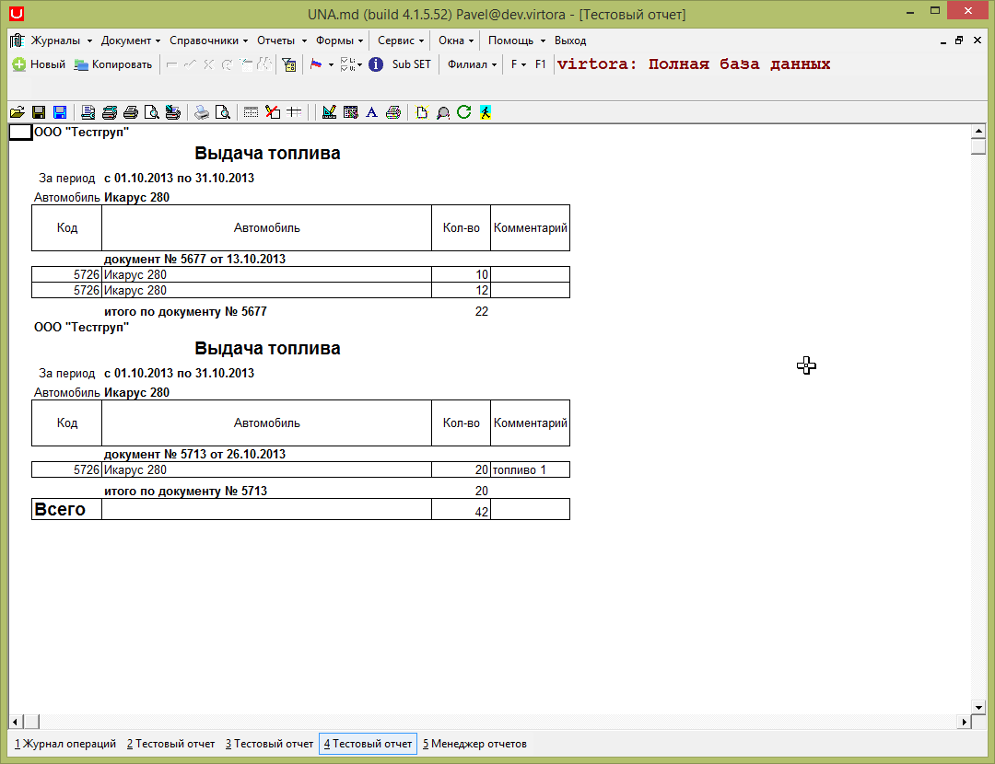 UNA.md (build 4.1.5.52) Pavel@dev.virtora - [Тестовый отчет]
Журналы Документ Справочники Отчеты Формы Сервис Окна Помощь Выход
Новый Копировать Sub SET Филиал F F1 virtora: Полная база данных
ООО "Тестгруп"
Выдача топлива
За период с 01.10.2013 по 31.10.2013
Автомобиль Икарус 280
Код Автомобиль Кол-во Комментарий
документ № 5677 от 13.10.2013
5726 Икарус 280 10
5726 Икарус 280 12
итого по документу № 5677 22
ООО "Тестгруп"
Выдача топлива
За период с 01.10.2013 по 31.10.2013
Автомобиль Икарус 280
Код Автомобиль Кол-во Комментарий
документ № 5713 от 26.10.2013
5726 Икарус 280 20 топливо 1
итого по документу № 5713 20
Всего 42
1 Журнал операций 2 Тестовый отчет 3 Тестовый отчет 4 Тестовый отчет 5 Менеджер отчетов